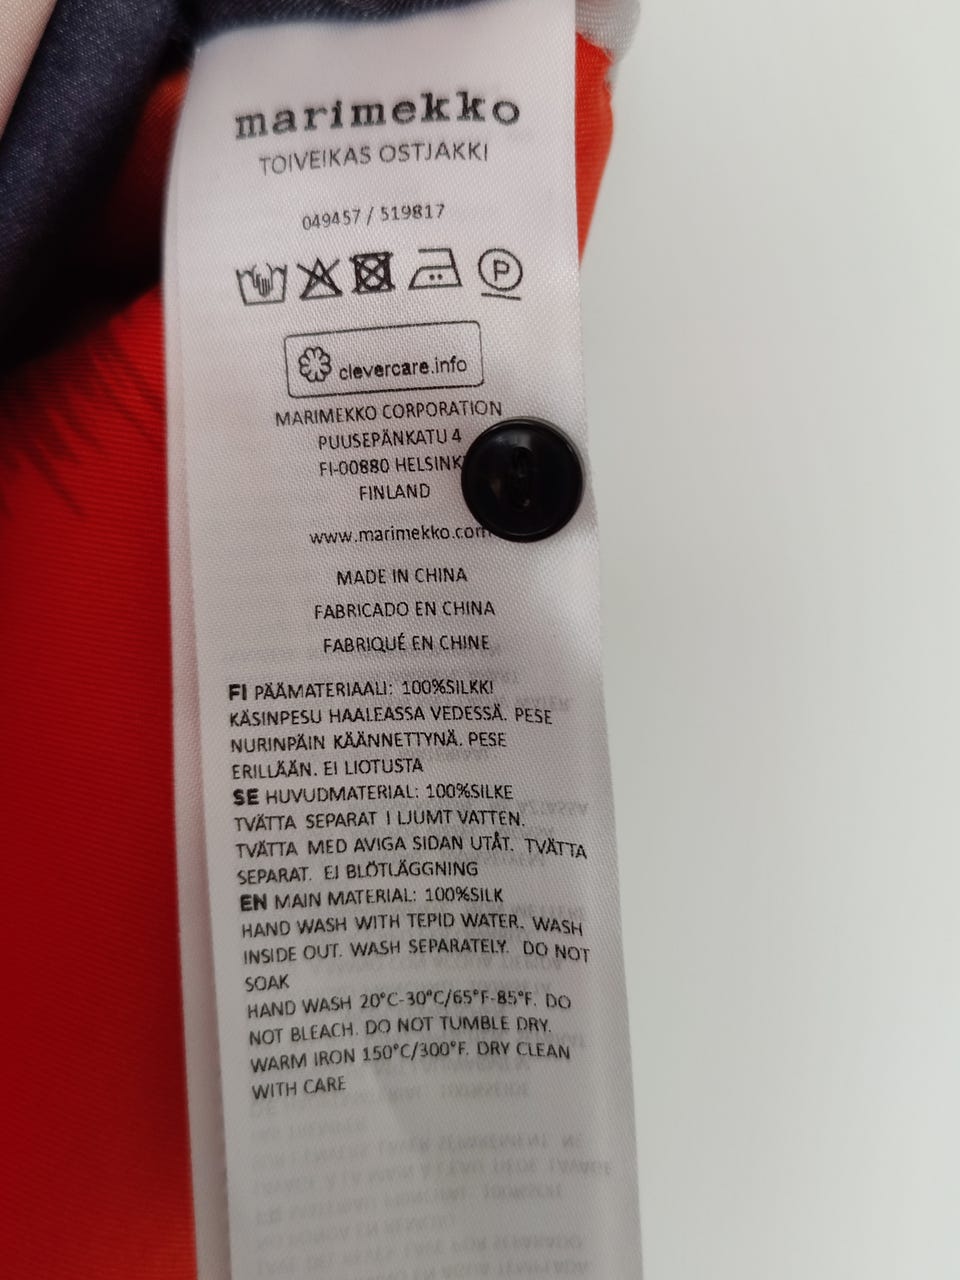 marimekko
TOIVEIKAS OSTJAKKI
049457 / 519817
P
clevercare.info
MARIMEKKO CORPORATION
PUUSEPÄNKATU 4
FI-00880 HELSINK
FINLAND
www.marimekko.com
MADE IN CHINA
FABRICADO EN CHINA
FABRIQUÉ EN CHINE
FI PÄÄMATERIAALI: 100%SILKKI
KÄSINPESU HAALEASSA VEDESSÄ. PESE
NURINPÄIN KÄÄNNETTYNÄ. PESE
ERILLÄÄN. EI LIOTUSTA
SE HUVUDMATERIAL: 100%SILKE
TVÄTTA SEPARAT I LJUMT VATTEN.
TVÄTTA MED AVIGA SIDAN UTÅT. TVÄTTA
SEPARAT. EJ BLÖTLÄGGNING
EN MAIN MATERIAL: 100%SILK
HAND WASH WITH TEPID WATER. WASH
INSIDE OUT. WASH SEPARATELY. DO NOT
SOAK
HAND WASH 20°C-30°C/65°F-85°F. DO
NOT BLEACH. DO NOT TUMBLE DRY.
WARM IRON 150°C/300°F. DRY CLEAN
WITH CARE